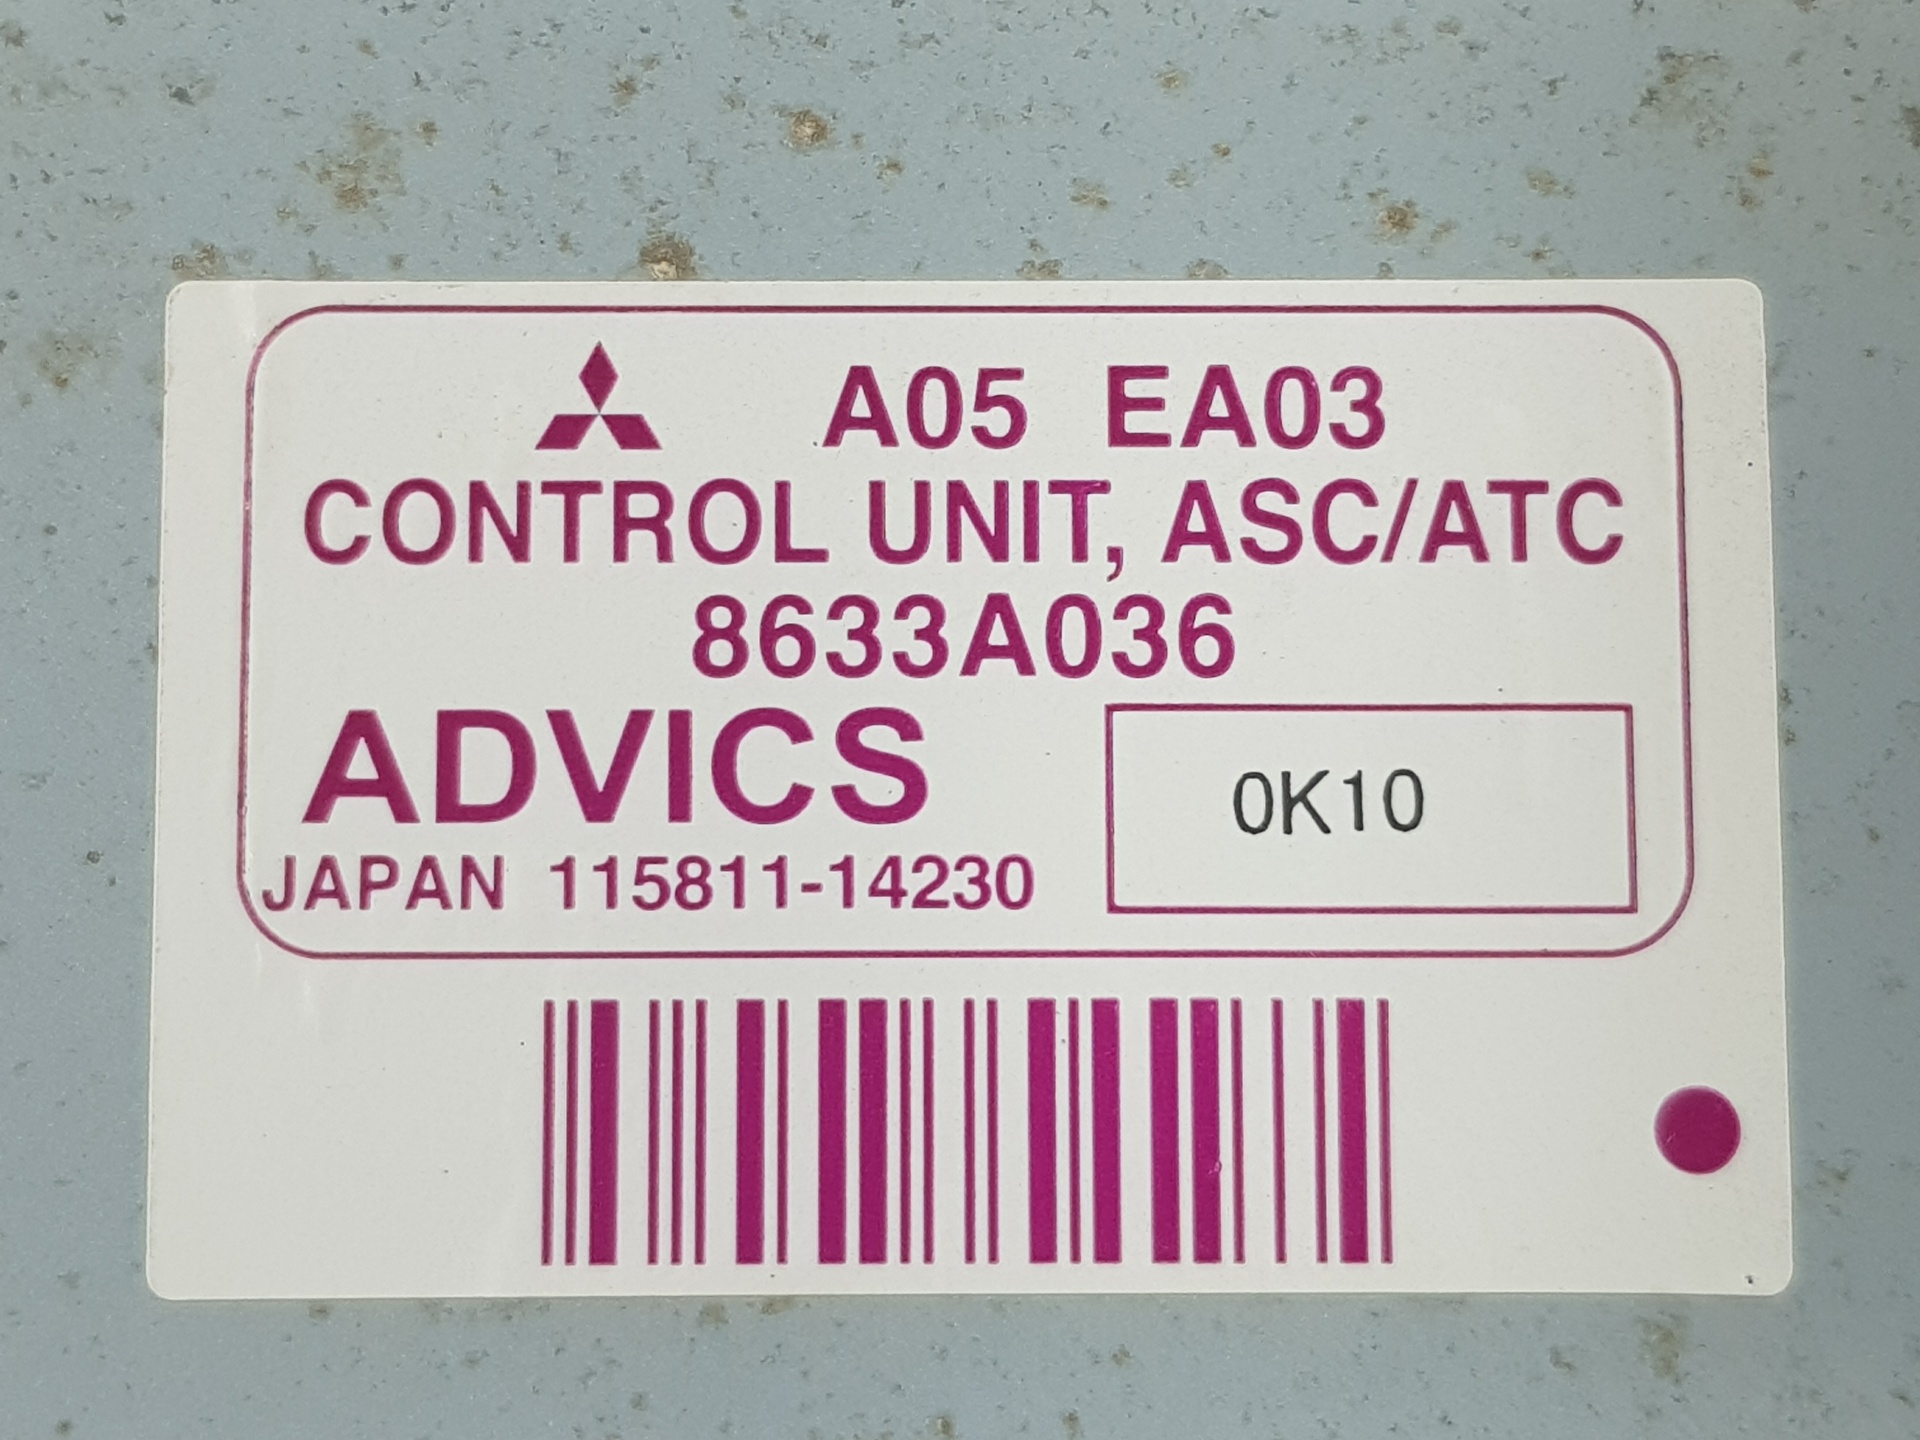 A05 EA03
CONTROL UNIT, ASC/ATC
8633A036
ADVICS
0K10
JAPAN 115811-14230